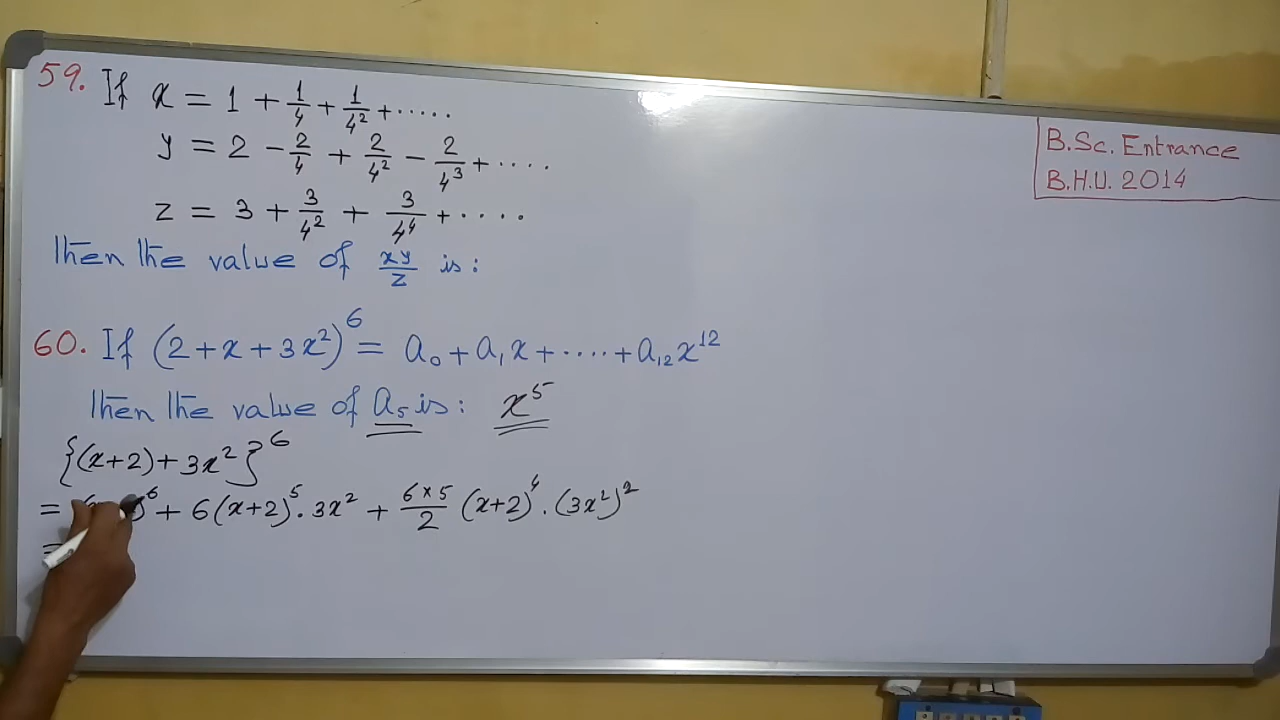 59. If x = 1 + 1/4 + 1/4² + .....
y = 2 - 2/4 + 2/4² - 2/4³ + ....
z = 3 + 3/4² + 3/4⁴ + ....
Then the value of xy/z is:
B.Sc. Entrance
B.H.U. 2014
60. If (2+x+3x²)⁶ = a₀ + a₁x + ..... + a₁₂x¹²
Then the value of a₅ is: x⁵
{(x+2)+3x²}⁶
= + 6(x+2)⁵ . 3x² + 6×5/2 (x+2)⁴ . (3x²)²
=